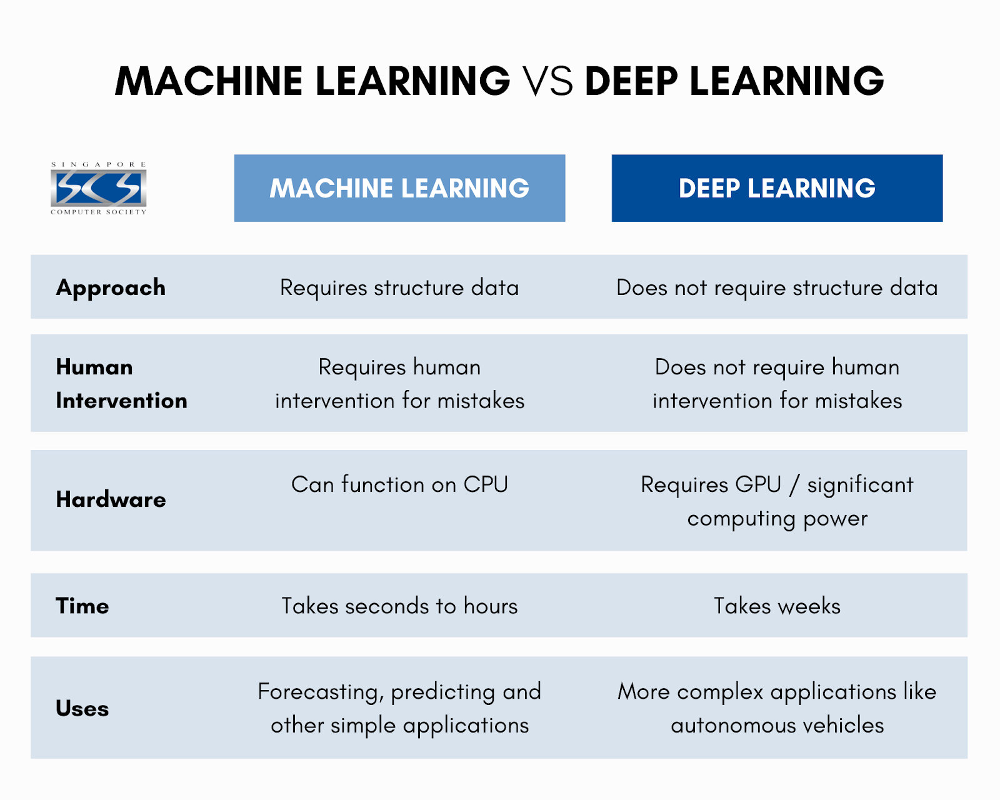 MACHINE LEARNING VS DEEP LEARNING
SINGAPORE
SCS
COMPUTER SOCIETY
MACHINE LEARNING
DEEP LEARNING
Approach
Requires structure data
Does not require structure data
Human
Intervention
Requires human
intervention for mistakes
Does not require human
intervention for mistakes
Hardware
Can function on CPU
Requires GPU / significant
computing power
Time
Takes seconds to hours
Takes weeks
Uses
Forecasting, predicting and
other simple applications
More complex applications like
autonomous vehicles